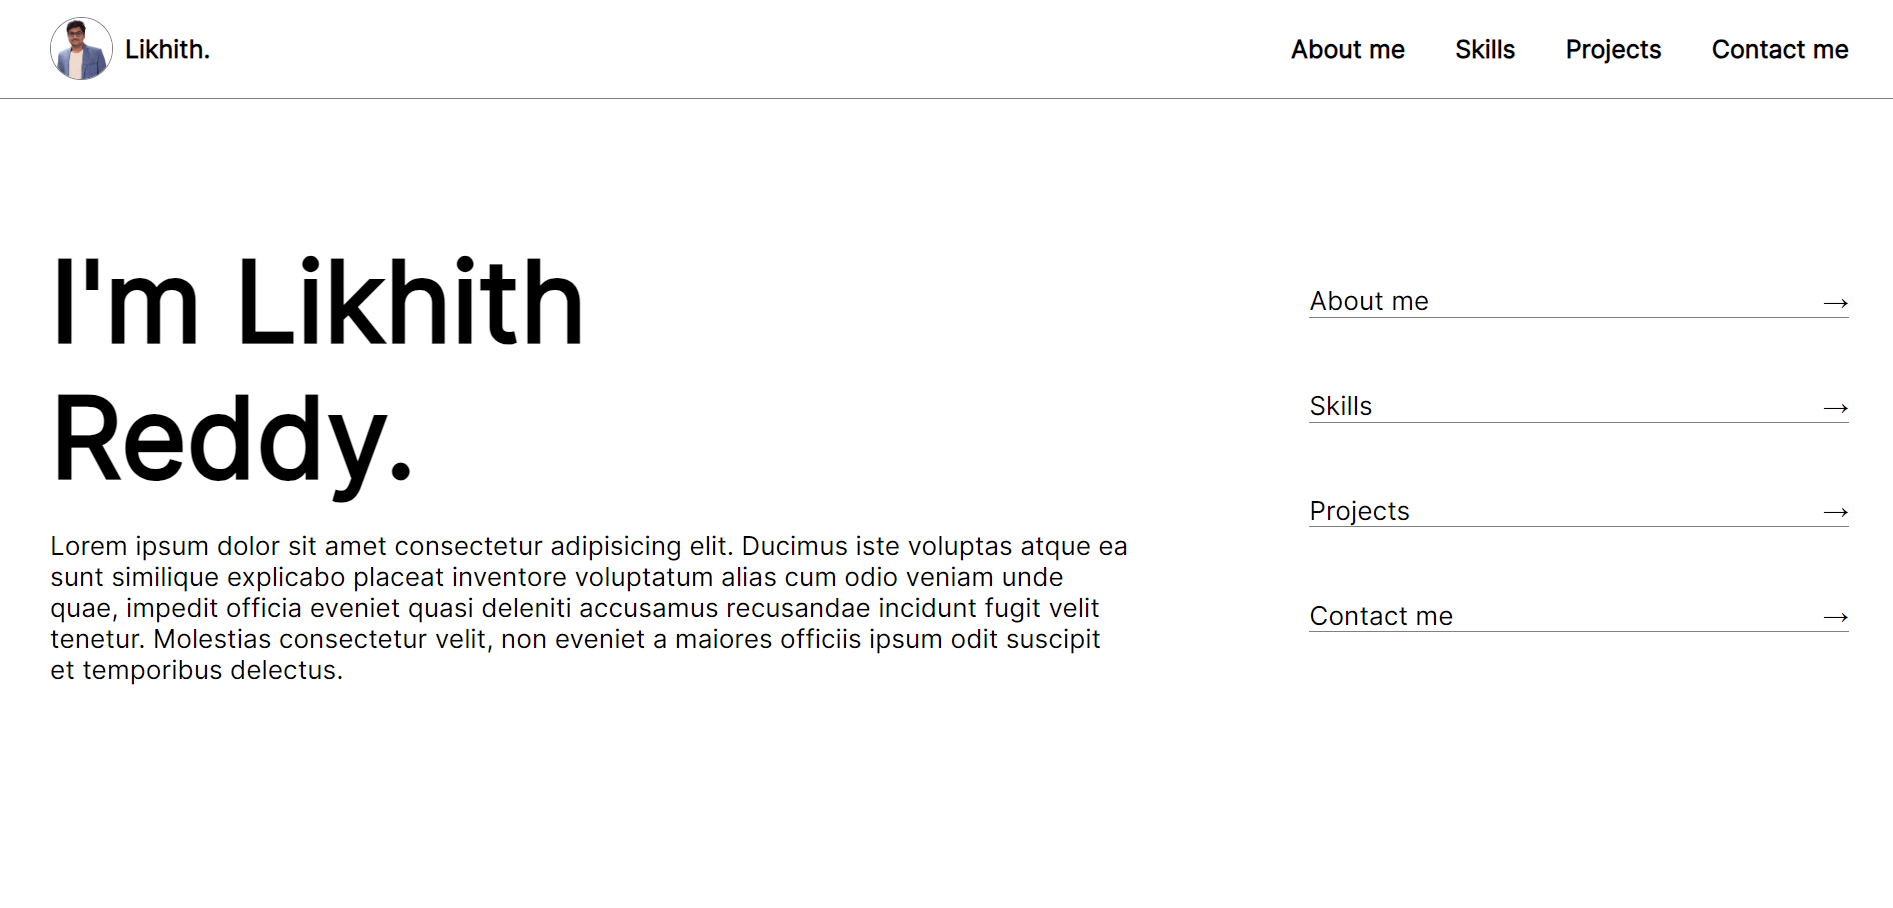 Likhith.
About me
Skills
Projects
Contact me
I'm Likhith
Reddy.
Lorem ipsum dolor sit amet consectetur adipisicing elit. Ducimus iste voluptas atque ea
sunt similique explicabo placeat inventore voluptatum alias cum odio veniam unde
quae, impedit officia eveniet quasi deleniti accusamus recusandae incidunt fugit velit
tenetur. Molestias consectetur velit, non eveniet a maiores officiis ipsum odit suscipit
et temporibus delectus.
About me →
Skills →
Projects →
Contact me →